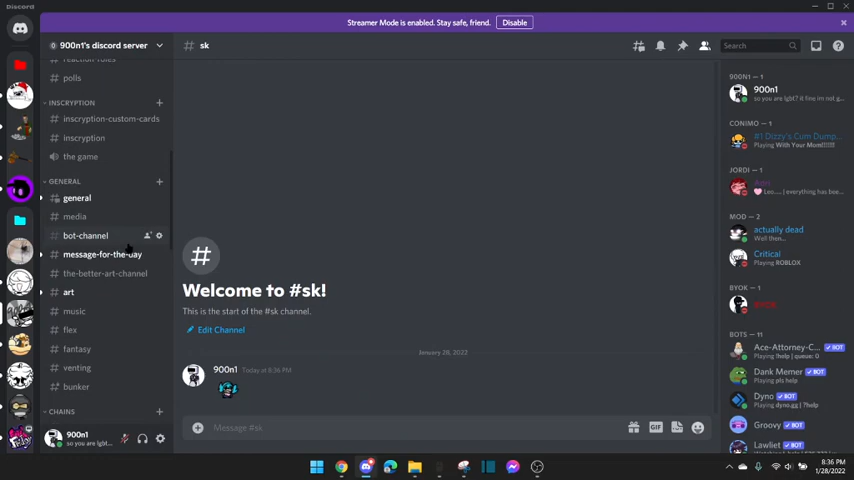 Discord
Streamer Mode is enabled. Stay safe, friend. Disable
900n1's discord server
sk
Search
reaction-roles
polls
INSCRYPTION
inscryption-custom-cards
inscryption
the game
GENERAL
general
media
bot-channel
message-for-the-day
the-better-art-channel
art
music
flex
fantasy
venting
bunker
CHAINS
900n1
so you are lgbt...
Welcome to #sk!
This is the start of the #sk channel.
Edit Channel
January 28, 2022
900n1 Today at 8:36 PM
Message #sk
GIF
900N1 — 1
900n1
so you are lgbt? it fine im not g...
CONIMO — 1
#1 Dizzy's Cum Dump...
Playing With Your Mom!!!!!!!
JORDI — 1
Leo.... | everything has bee...
MOD — 2
actually dead
Well then...
Critical
Playing ROBLOX
BYOK — 1
BYOK
BOTS — 11
Ace-Attorney-C... BOT
Playing !help | queue: 0
Dank Memer BOT
Playing pls help
Dyno BOT
Playing dyno.gg | ?help
Groovy BOT
Lawliet BOT
8:36 PM
1/28/2022